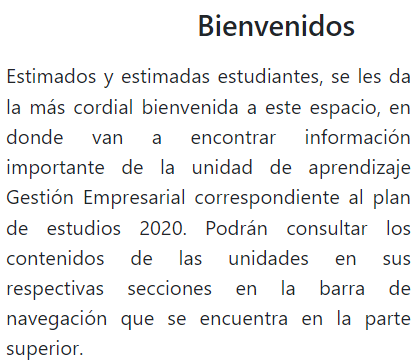 Bienvenidos
Estimados y estimadas estudiantes, se les da
la más cordial bienvenida a este espacio, en
donde van a encontrar información
importante de la unidad de aprendizaje
Gestión Empresarial correspondiente al plan
de estudios 2020. Podrán consultar los
contenidos de las unidades en sus
respectivas secciones en la barra de
navegación que se encuentra en la parte
superior.